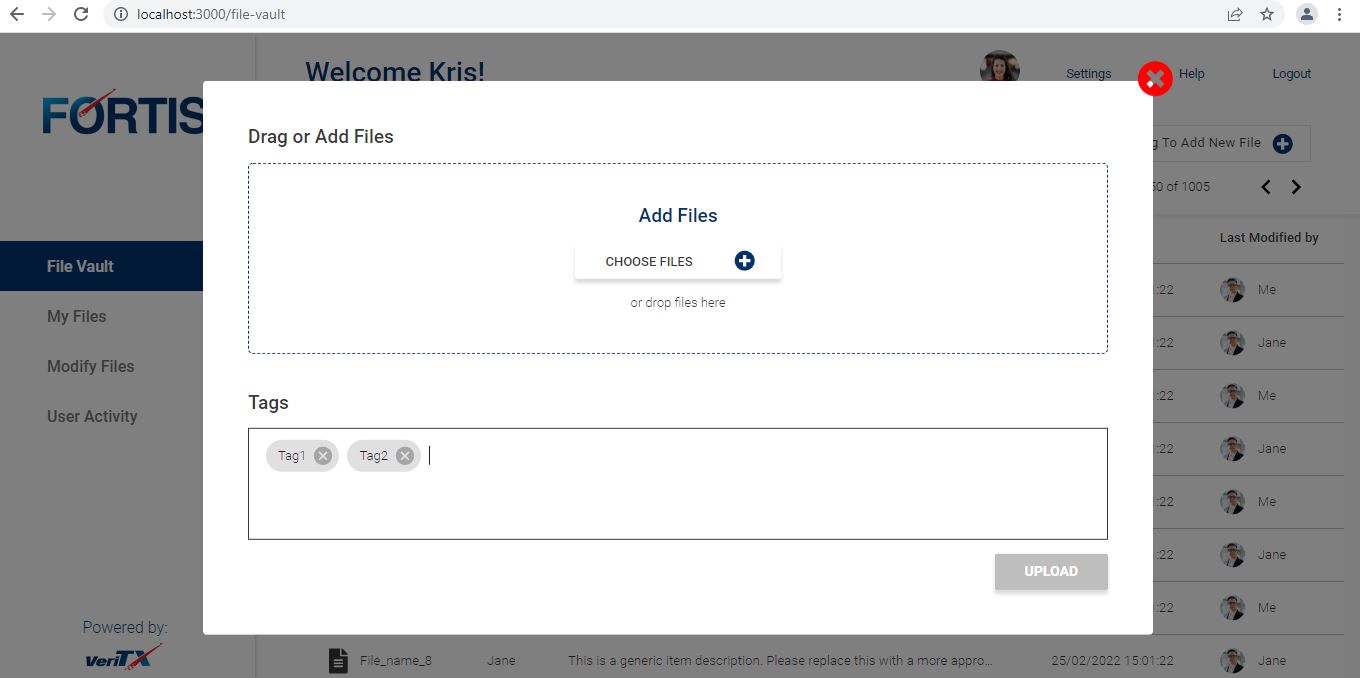 localhost:3000/file-vault
Welcome Kris!
Settings
Help
Logout
FORTIS
Drag or Add Files
g To Add New File
Add Files
50 of 1005
CHOOSE FILES
or drop files here
Last Modified by
File Vault
My Files
Modify Files
User Activity
:22 Me
:22 Jane
:22 Me
:22 Jane
:22 Me
:22 Jane
:22 Me
Tags
Tag1 Tag2
UPLOAD
Powered by:
VeriTX
File_name_8 Jane This is a generic item description. Please replace this with a more appro... 25/02/2022 15:01:22 Jane